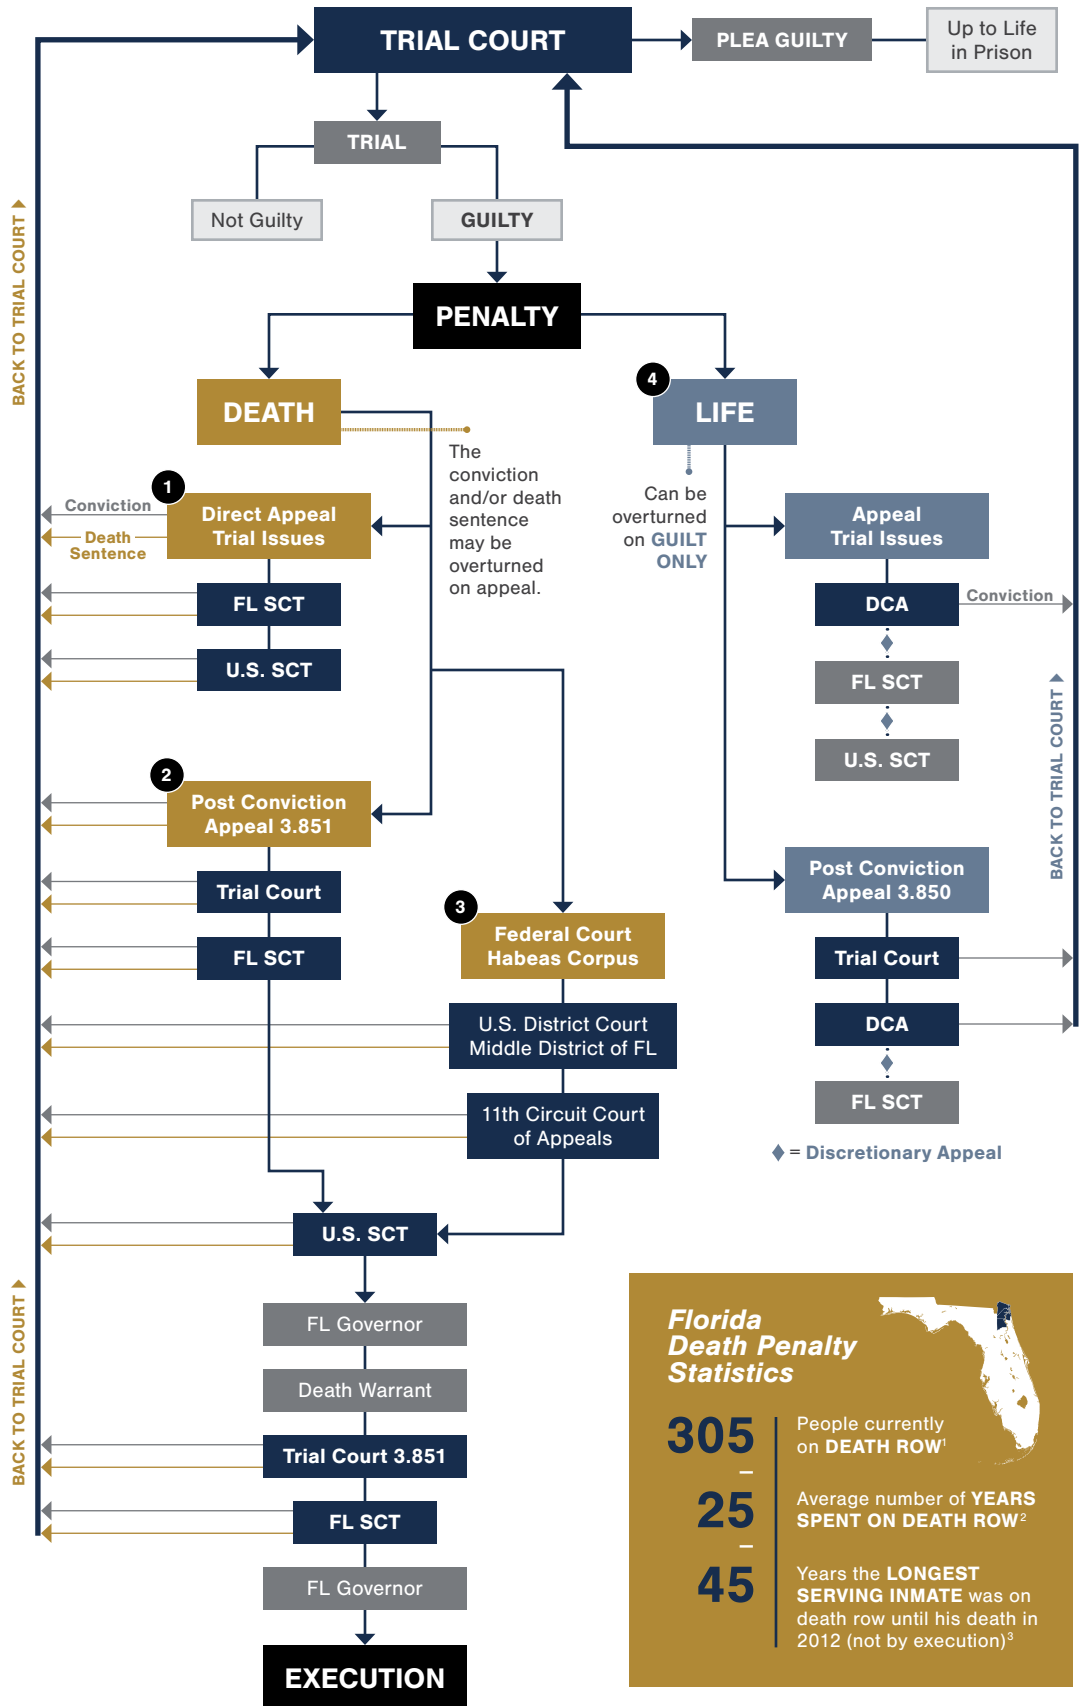 TRIAL COURT
PLEA GUILTY
Up to Life
in Prison
TRIAL
Not Guilty
GUILTY
BACK TO TRIAL COURT
PENALTY
DEATH
The
conviction
and/or death
sentence
may be
overturned
on appeal.
4
LIFE
Can be
overturned
on GUILT
ONLY
1
Conviction
Death
Sentence
Direct Appeal
Trial Issues
FL SCT
U.S. SCT
Appeal
Trial Issues
DCA
Conviction
FL SCT
U.S. SCT
BACK TO TRIAL COURT
2
Post Conviction
Appeal 3.851
Trial Court
FL SCT
3
Federal Court
Habeas Corpus
U.S. District Court
Middle District of FL
11th Circuit Court
of Appeals
Post Conviction
Appeal 3.850
Trial Court
DCA
FL SCT
= Discretionary Appeal
U.S. SCT
FL Governor
Death Warrant
Trial Court 3.851
FL SCT
FL Governor
EXECUTION
BACK TO TRIAL COURT
Florida
Death Penalty
Statistics
305
People currently
on DEATH ROW¹
25
Average number of YEARS
SPENT ON DEATH ROW²
45
Years the LONGEST
SERVING INMATE was on
death row until his death in
2012 (not by execution)³